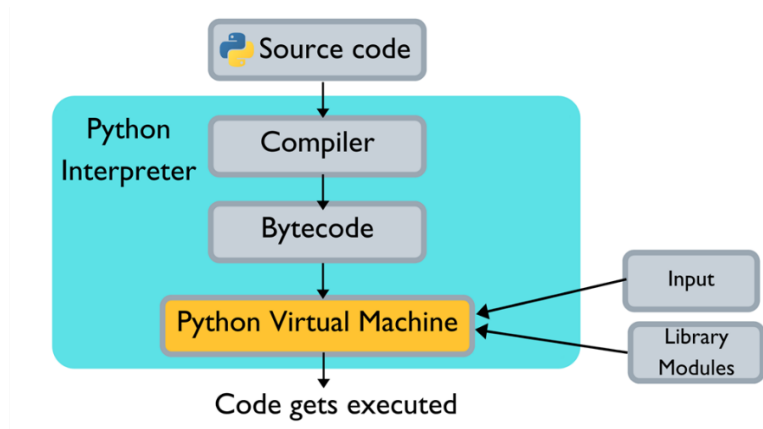 Source code
Python
Interpreter
Compiler
Bytecode
Python Virtual Machine
Input
Library
Modules
Code gets executed